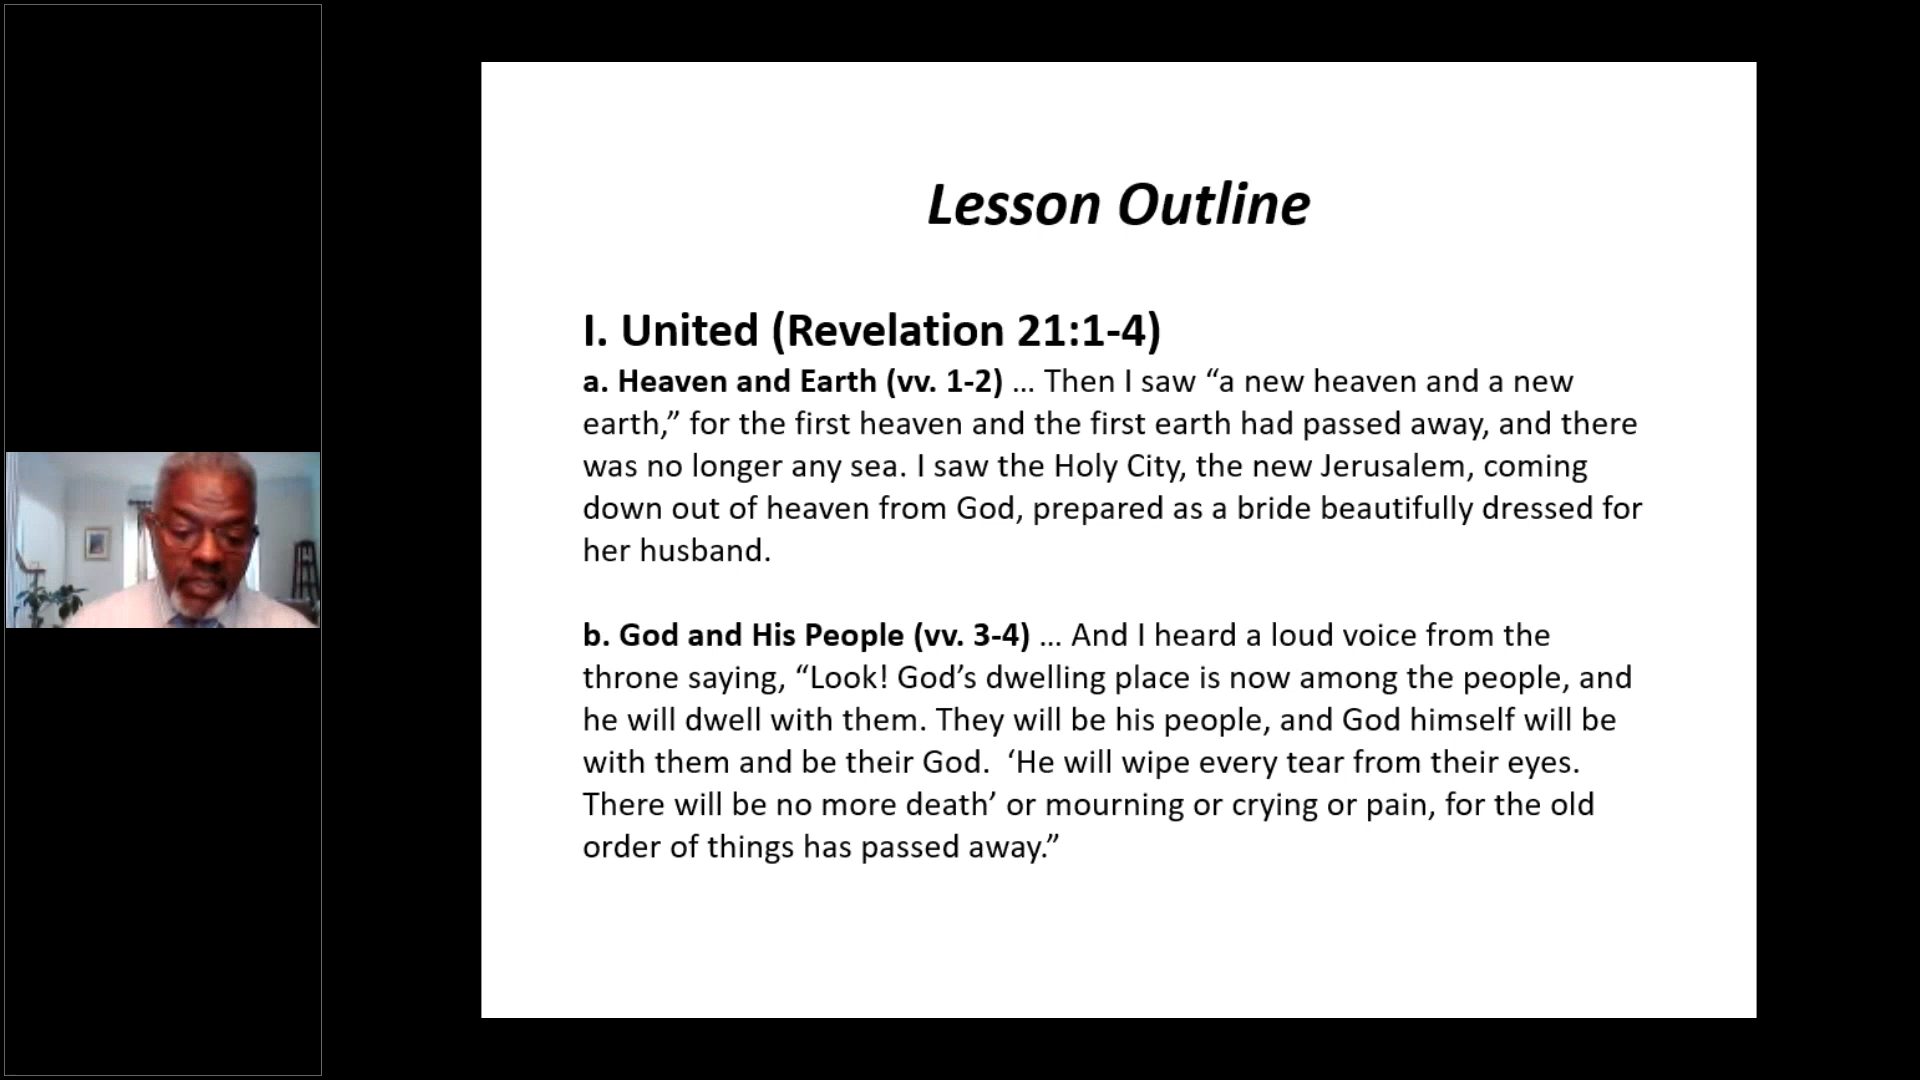 Lesson Outline
I. United (Revelation 21:1-4)
a. Heaven and Earth (vv. 1-2) … Then I saw “a new heaven and a new
earth,” for the first heaven and the first earth had passed away, and there
was no longer any sea. I saw the Holy City, the new Jerusalem, coming
down out of heaven from God, prepared as a bride beautifully dressed for
her husband.
b. God and His People (vv. 3-4) … And I heard a loud voice from the
throne saying, “Look! God’s dwelling place is now among the people, and
he will dwell with them. They will be his people, and God himself will be
with them and be their God.  ‘He will wipe every tear from their eyes.
There will be no more death’ or mourning or crying or pain, for the old
order of things has passed away.”